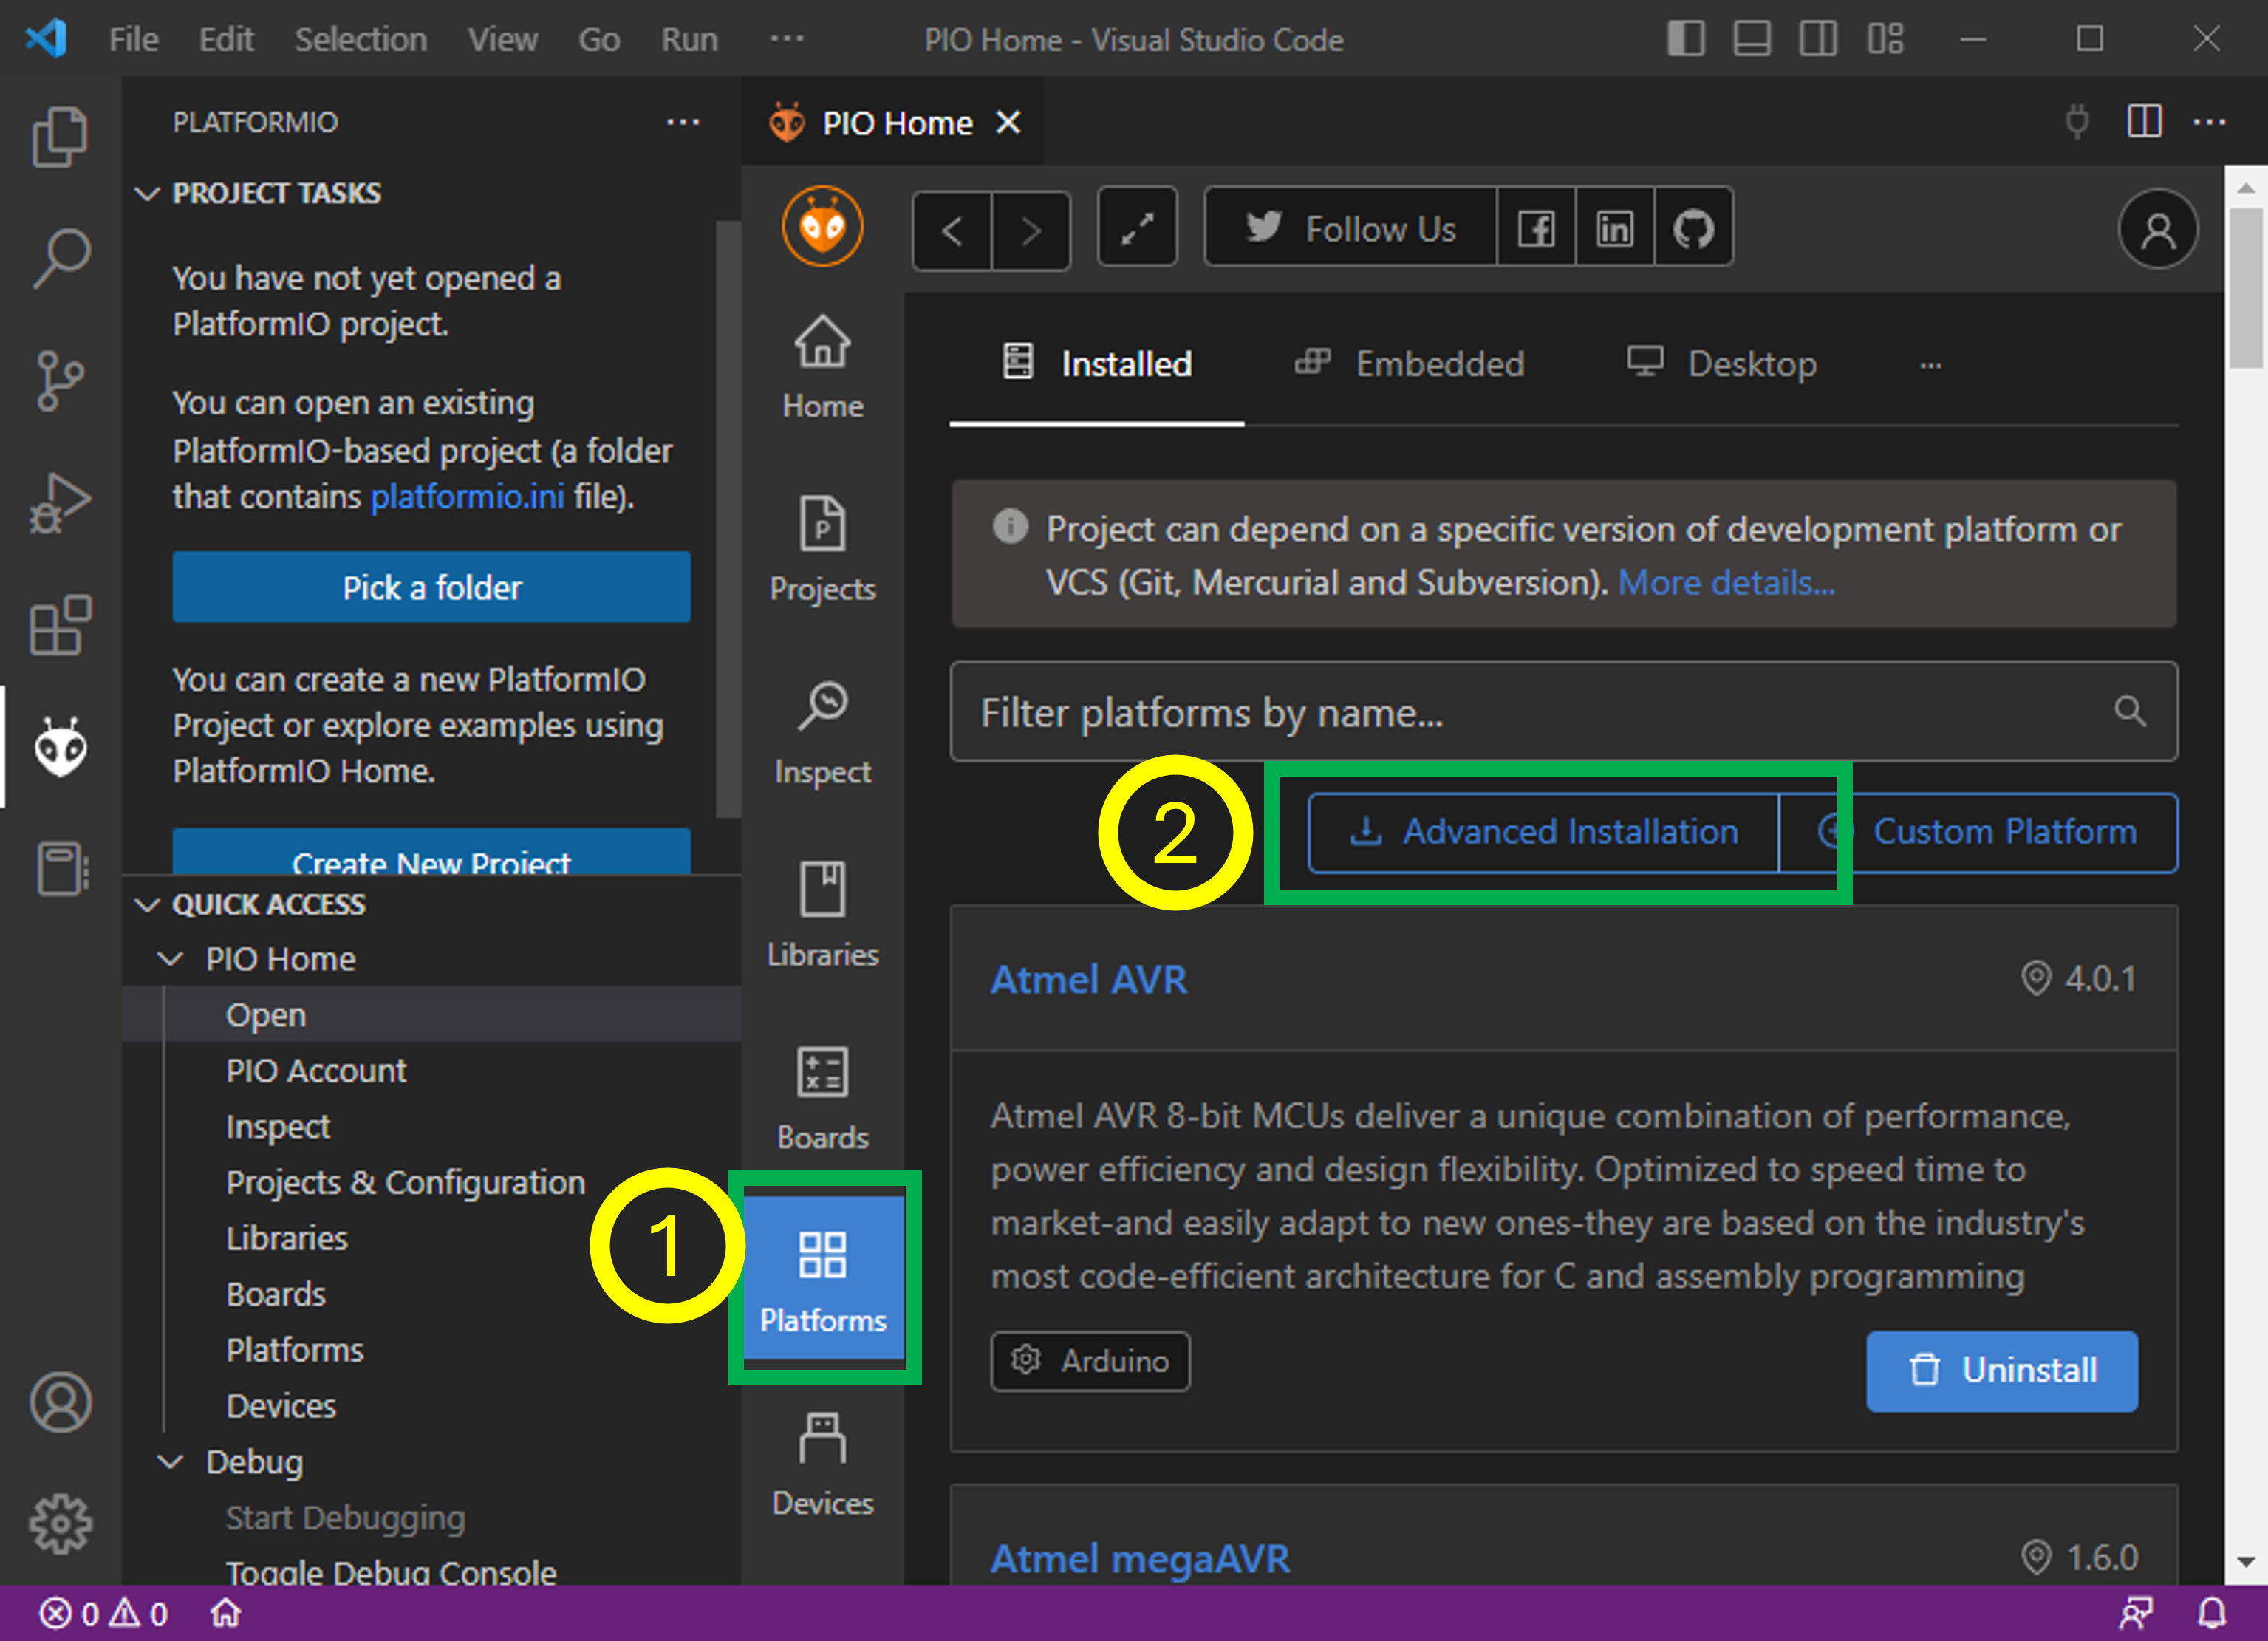 File Edit Selection View Go Run ···
PIO Home - Visual Studio Code
PLATFORMIO
PROJECT TASKS
You have not yet opened a
PlatformIO project.
You can open an existing
PlatformIO-based project (a folder
that contains platformio.ini file).
Pick a folder
You can create a new PlatformIO
Project or explore examples using
PlatformIO Home.
Create New Project
QUICK ACCESS
PIO Home
Open
PIO Account
Inspect
Projects & Configuration
Libraries
Boards
Platforms
Devices
Debug
Start Debugging
Toggle Debug Console
PIO Home
Follow Us
Home
Projects
Inspect
Libraries
Boards
1
Platforms
Devices
Installed Embedded Desktop ···
Project can depend on a specific version of development platform or
VCS (Git, Mercurial and Subversion). More details...
Filter platforms by name...
2
Advanced Installation Custom Platform
Atmel AVR 4.0.1
Atmel AVR 8-bit MCUs deliver a unique combination of performance,
power efficiency and design flexibility. Optimized to speed time to
market-and easily adapt to new ones-they are based on the industry's
most code-efficient architecture for C and assembly programming
Arduino
Uninstall
Atmel megaAVR 1.6.0
0 0